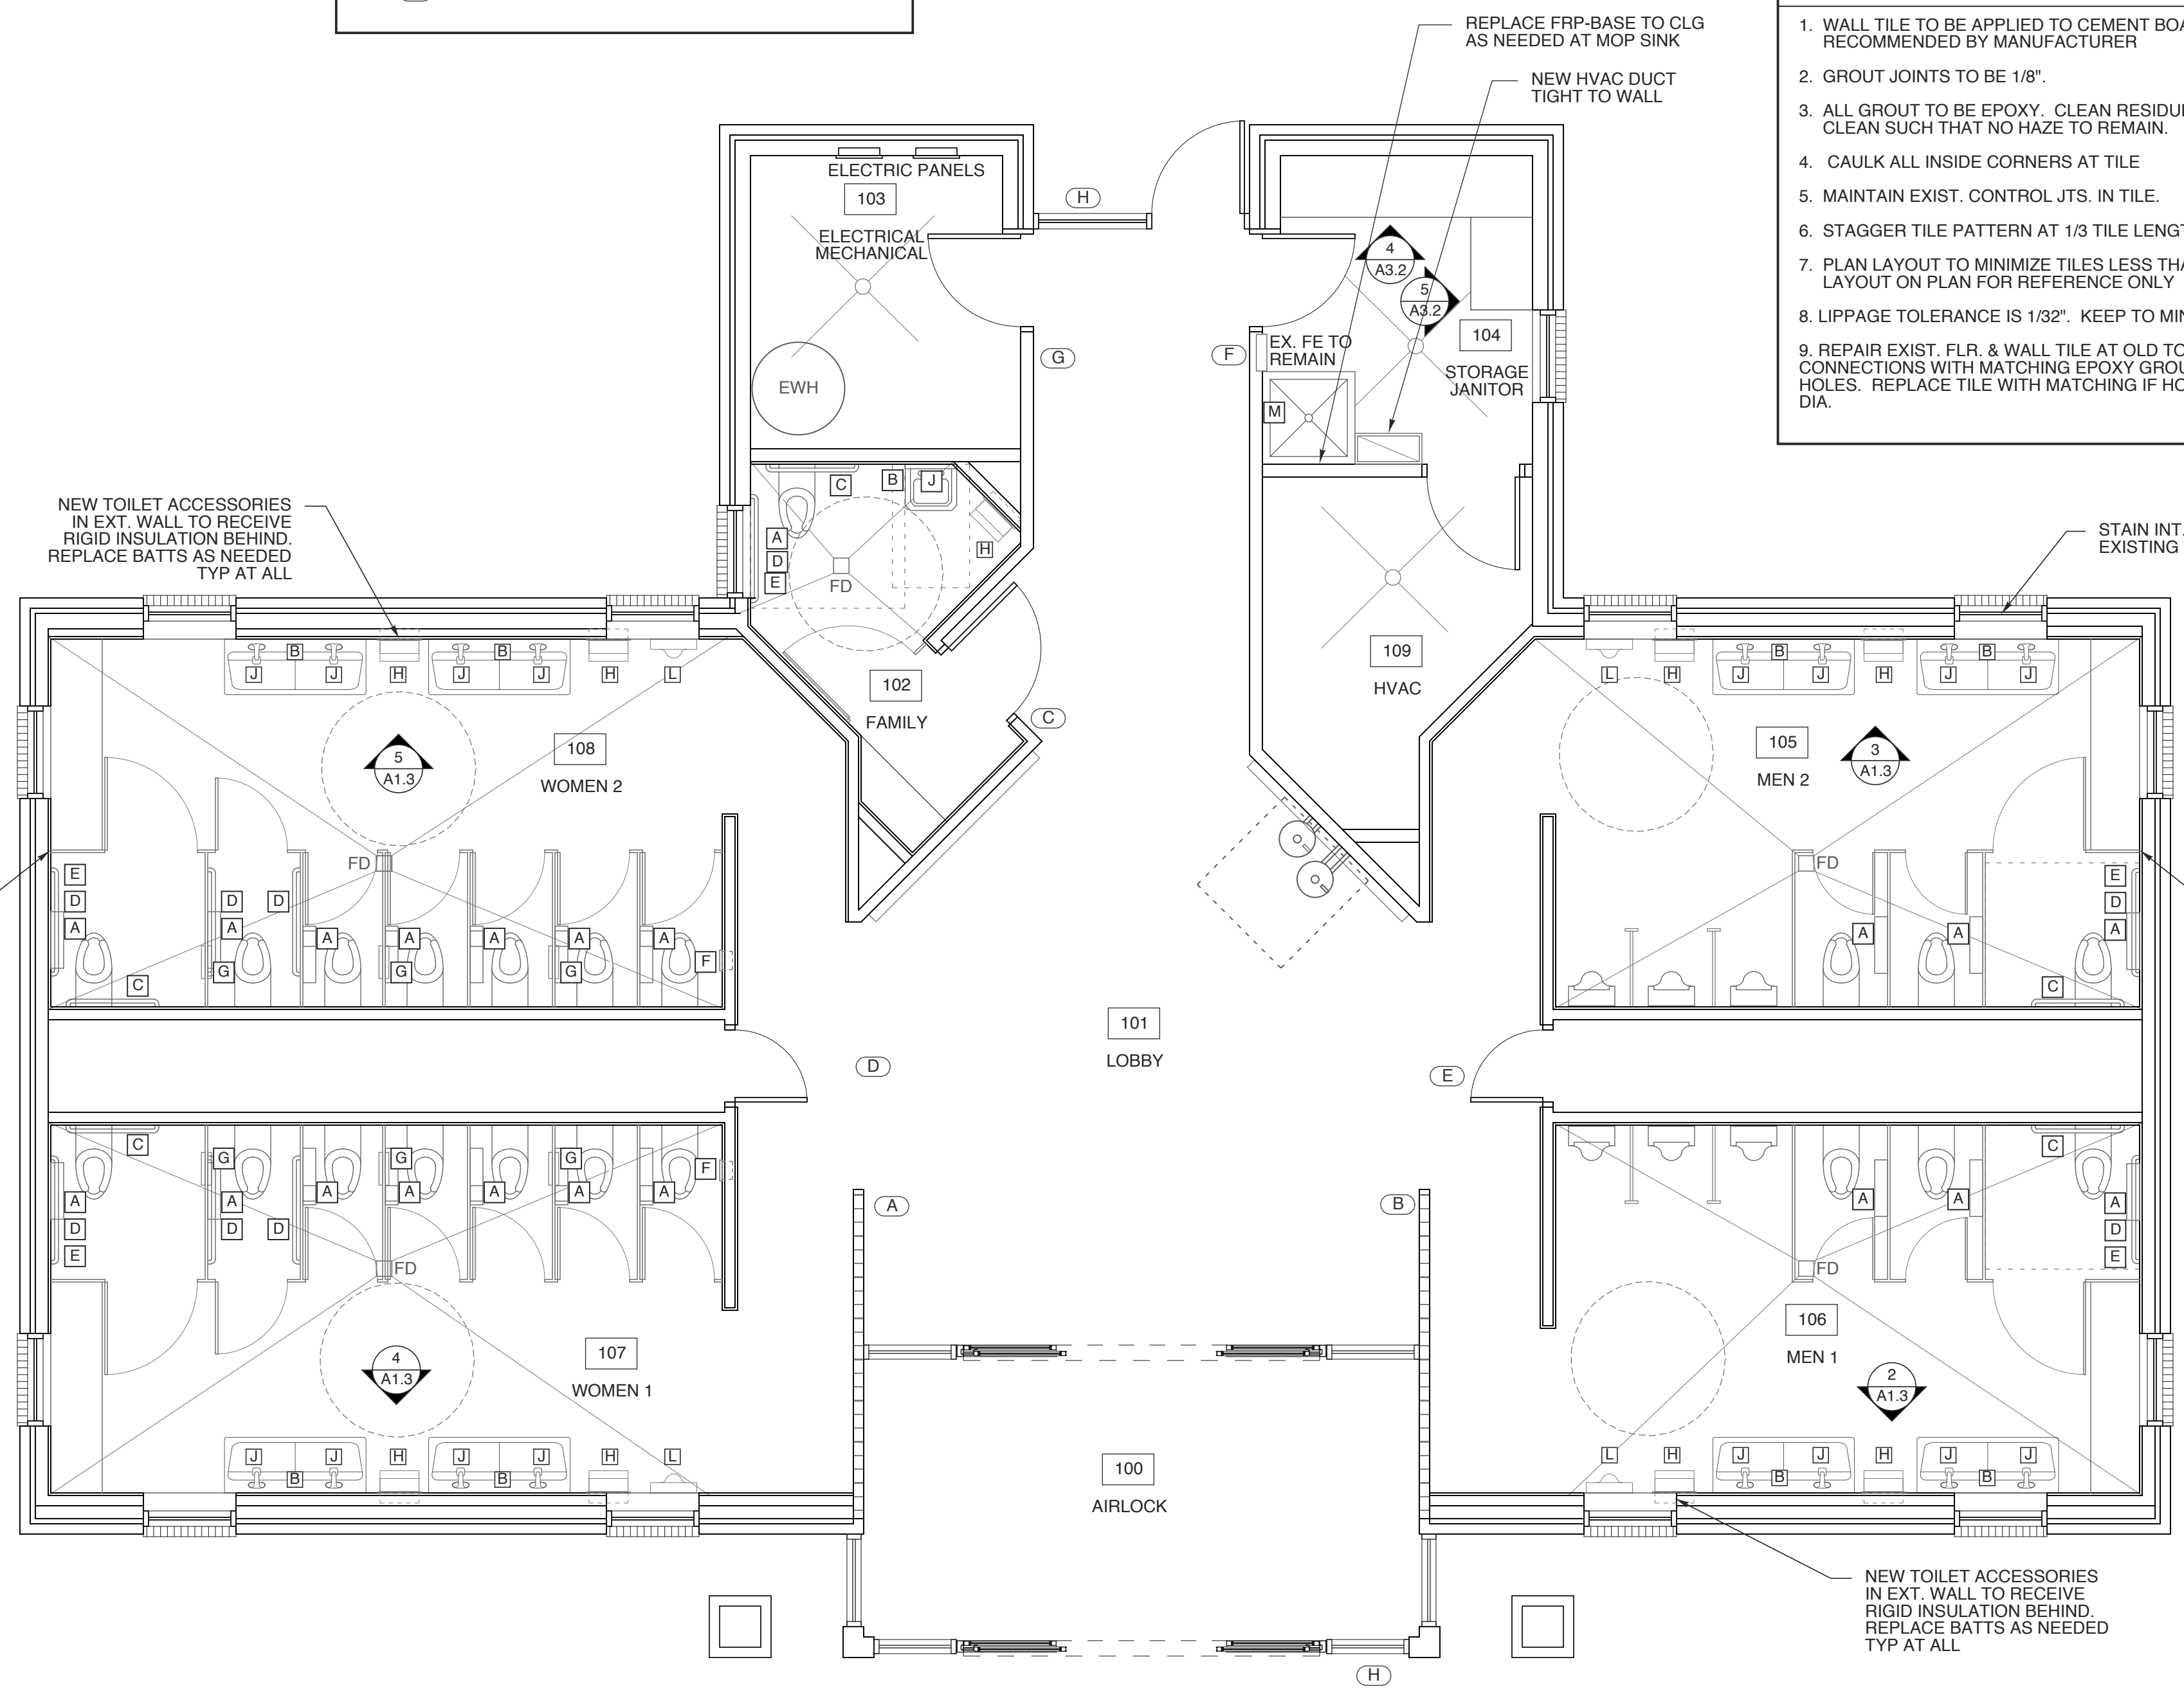 REPLACE FRP-BASE TO CLG
AS NEEDED AT MOP SINK
NEW HVAC DUCT
TIGHT TO WALL
1. WALL TILE TO BE APPLIED TO CEMENT
RECOMMENDED BY MANUFACTURER
2. GROUT JOINTS TO BE 1/8".
3. ALL GROUT TO BE EPOXY. CLEAN
CLEAN SUCH THAT NO HAZE TO REMAIN.
4. CAULK ALL INSIDE CORNERS AT TILE
5. MAINTAIN EXIST. CONTROL JTS. IN TILE.
6. STAGGER TILE PATTERN AT 1/3 TILE
7. PLAN LAYOUT TO MINIMIZE TILES LESS
LAYOUT ON PLAN FOR REFERENCE ONLY
8. LIPPAGE TOLERANCE IS 1/32". KEEP TO
9. REPAIR EXIST. FLR. & WALL TILE AT OLD
CONNECTIONS WITH MATCHING EPOXY
HOLES. REPLACE TILE WITH MATCHING IF
DIA.
ELECTRIC PANELS
103
ELECTRICAL
MECHANICAL
EWH
H
G
F
4
A3.2
5
A3.2
EX. FE TO
REMAIN
104
STORAGE
JANITOR
M
NEW TOILET ACCESSORIES
IN EXT. WALL TO RECEIVE
RIGID INSULATION BEHIND.
REPLACE BATTS AS NEEDED
TYP AT ALL
STAIN INT.
EXISTING
C
B
J
A
D
E
H
FD
102
FAMILY
C
109
HVAC
B
B
J
J
H
J
J
H
L
5
A1.3
108
WOMEN 2
FD
E
D
D
D
A
A
A
A
A
A
A
G
G
G
F
C
B
B
L
H
J
J
H
J
J
105
MEN 2
3
A1.3
FD
E
D
A
A
A
C
101
LOBBY
D
E
C
G
G
G
F
A
A
A
A
A
A
A
D
D
D
E
FD
4
A1.3
107
WOMEN 1
J
J
H
J
J
H
L
B
B
A
B
C
A
A
A
D
E
FD
106
MEN 1
2
A1.3
L
H
J
J
H
J
J
B
B
100
AIRLOCK
H
NEW TOILET ACCESSORIES
IN EXT. WALL TO RECEIVE
RIGID INSULATION BEHIND.
REPLACE BATTS AS NEEDED
TYP AT ALL